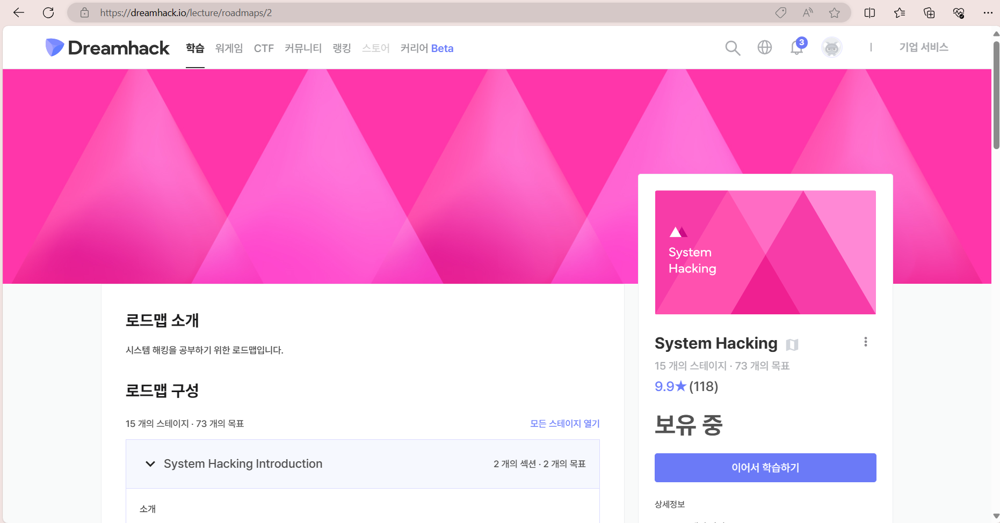 https://dreamhack.io/lecture/roadmaps/2
Dreamhack 학습 워게임 CTF 커뮤니티 랭킹 스토어 커리어 Beta 3 기업 서비스
System
Hacking
로드맵 소개
시스템 해킹을 공부하기 위한 로드맵입니다.
로드맵 구성
15 개의 스테이지 · 73 개의 목표 모든 스테이지 열기
System Hacking Introduction 2 개의 섹션 · 2 개의 목표
소개
System Hacking
15 개의 스테이지 · 73 개의 목표
9.9★ (118)
보유 중
이어서 학습하기
상세정보